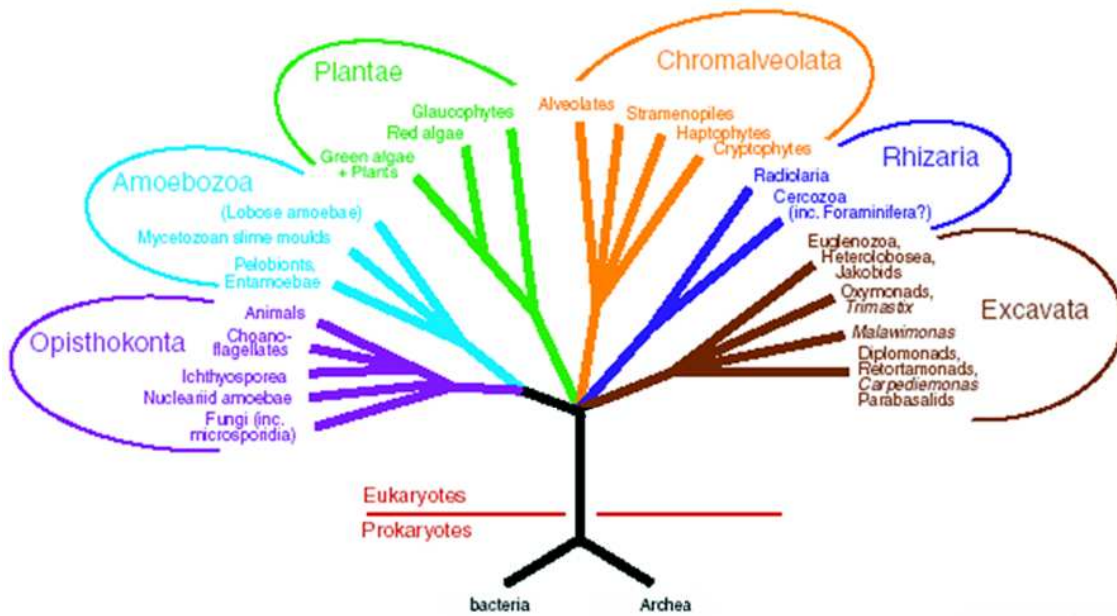 Plantae
Chromalveolata
Glaucophytes
Red algae
Green algae
+ Plants
Alveolates
Stramenopiles
Haptophytes
Cryptophytes
Amoebozoa
(Lobose amoebae)
Mycetozoan slime moulds
Pelobionts,
Entamoebae
Rhizaria
Radiolaria
Cercozoa
(inc. Foraminifera?)
Opisthokonta
Animals
Choano-
flagellates
Ichthyosporea
Nucleariid amoebae
Fungi (inc.
microsporidia)
Excavata
Euglenozoa,
Heterolobosea,
Jakobids
Oxymonads,
Trimastix
Malawimonas
Diplomonads,
Retortamonads,
Carpediemonas
Parabasalids
Eukaryotes
Prokaryotes
bacteria
Archea